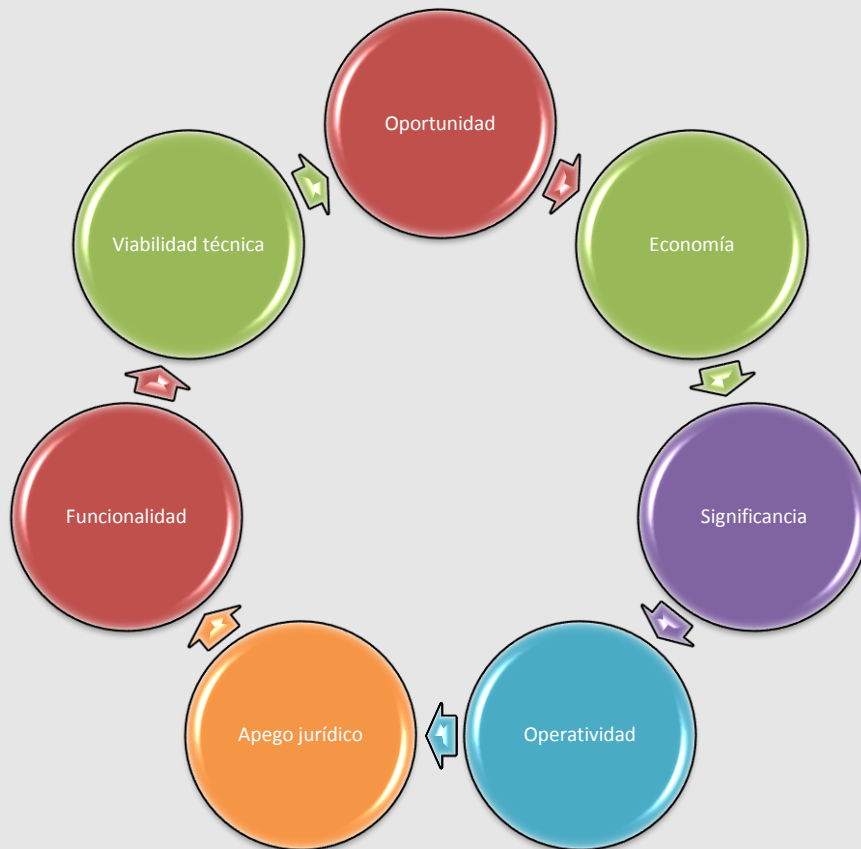 Oportunidad
Economía
Significancia
Operatividad
Apego jurídico
Funcionalidad
Viabilidad técnica